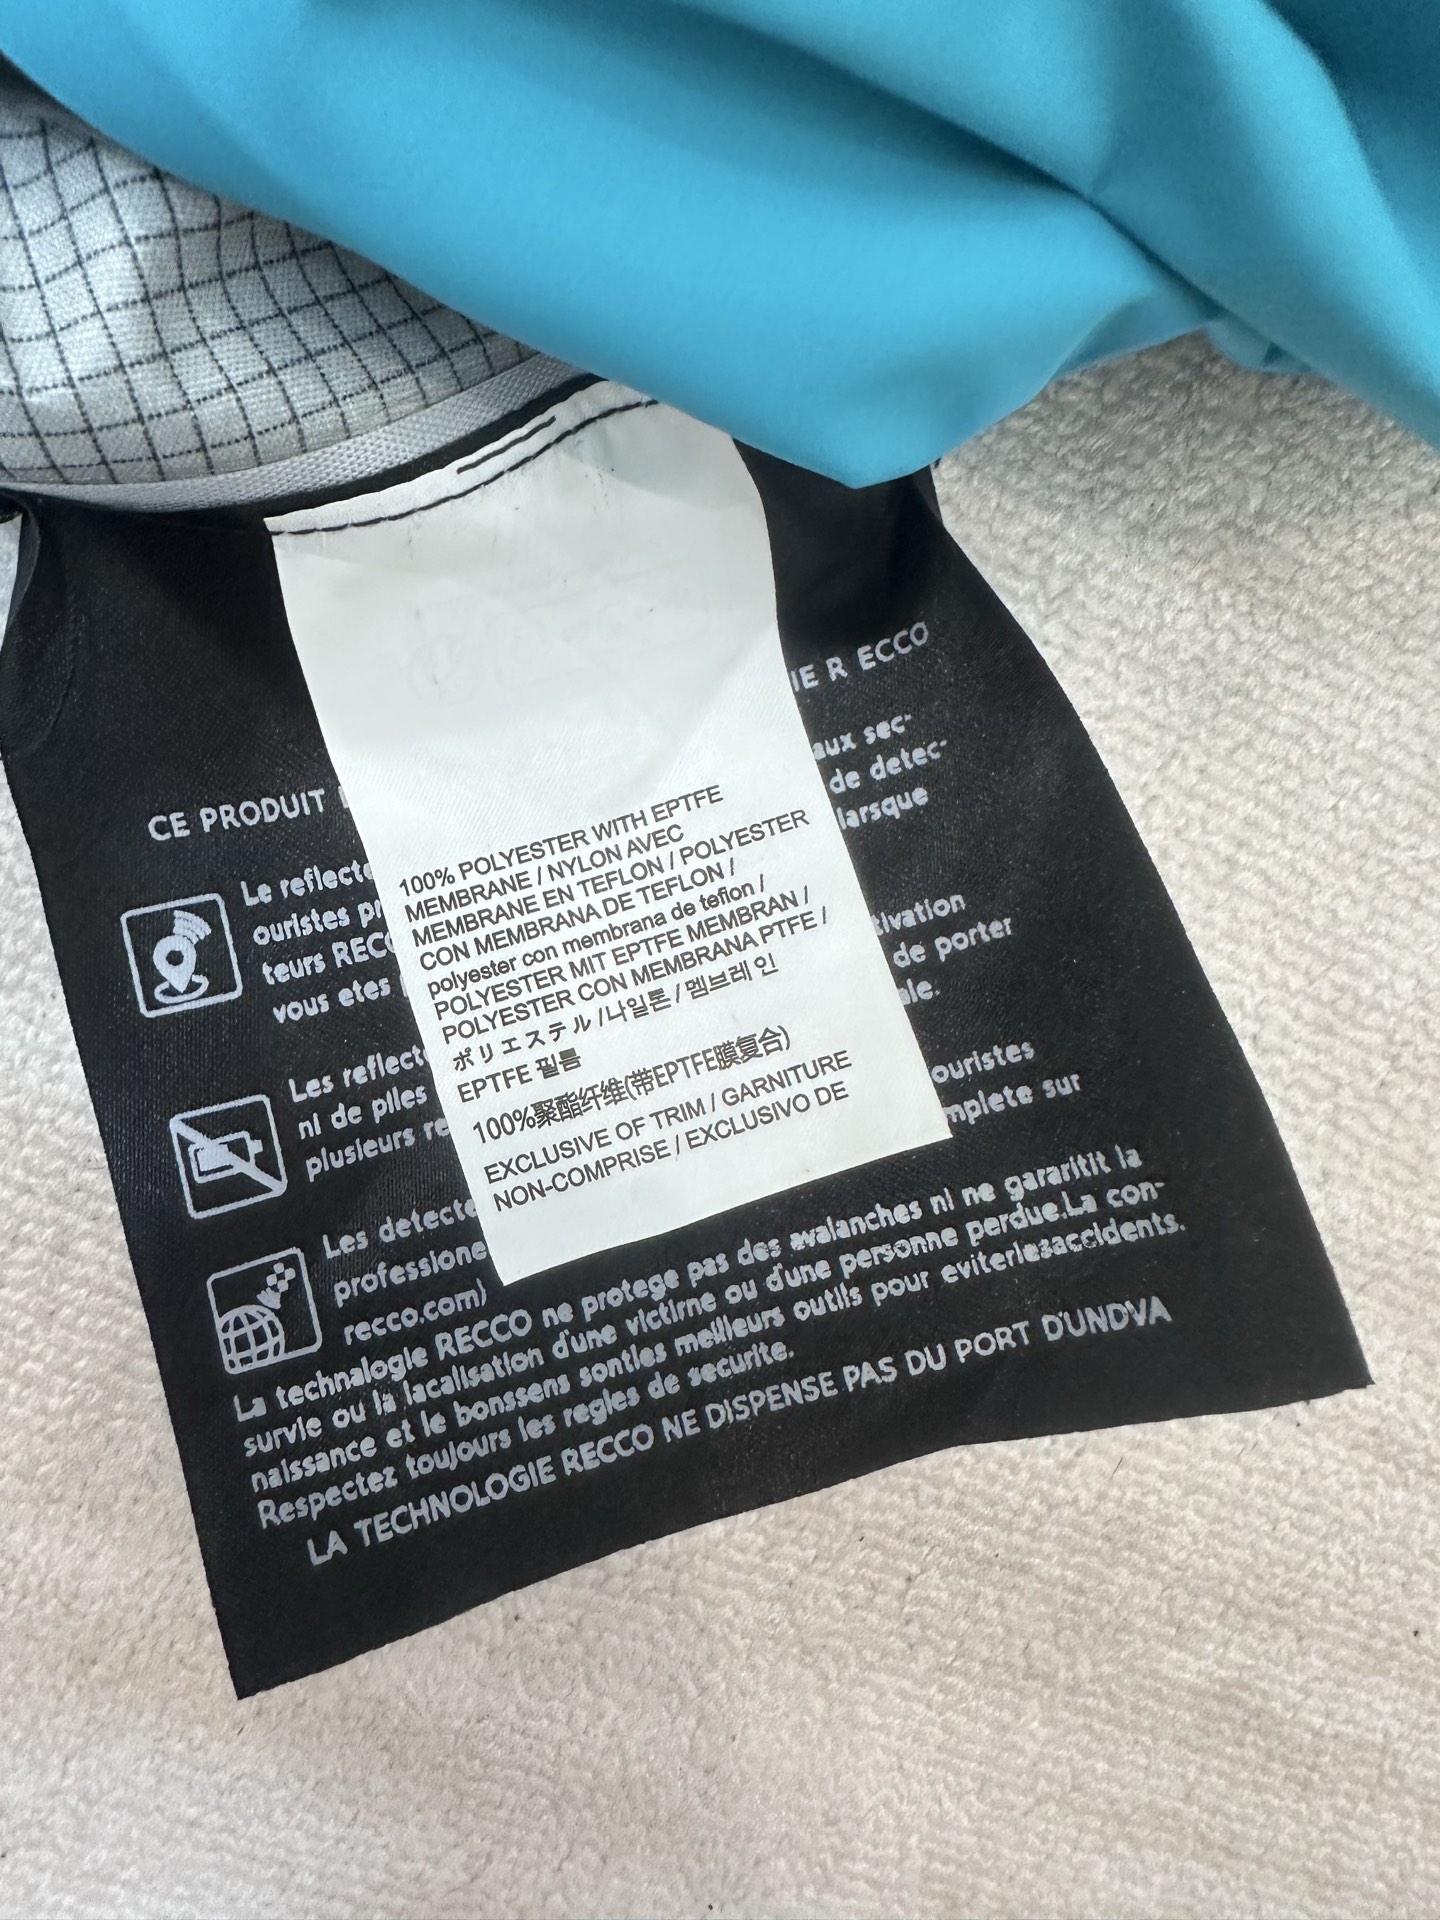 100% POLYESTER WITH EPTFE
MEMBRANE / NYLON AVEC
MEMBRANE EN TEFLON / POLYESTER
CON MEMBRANA DE TEFLON /
polyester con membrana de teflon /
POLYESTER MIT EPTFE MEMBRAN /
POLYESTER CON MEMBRANA PTFE /
ポリエステル /나일론 / 멤브레인
EPTFE 필름
100%聚酯纤维(带EPTFE膜复合)
EXCLUSIVE OF TRIM / GARNITURE
NON-COMPRISE / EXCLUSIVO DE
CE PRODUIT IE R ECCO
Le reflecte aux sec-
ouristes pr de detec-
teurs RECC larsque
vous etes
tivation
de porter
ale.
Les reflect ouristes
ni de piles mplete sur
plusieurs re
Les detecte
professione
recco.com)
La technalogie RECCO ne protege pas des avalanches ni ne gararitit la
survie ou la lacalisation d'une victirne ou d'une personne perdue.La con-
naissance et le bonssens sontles meilleurs outils pour eviterlesaccidents.
Respectez toujours les regles de securite.
LA TECHNOLOGIE RECCO NE DISPENSE PAS DU PORT D'UNDVA